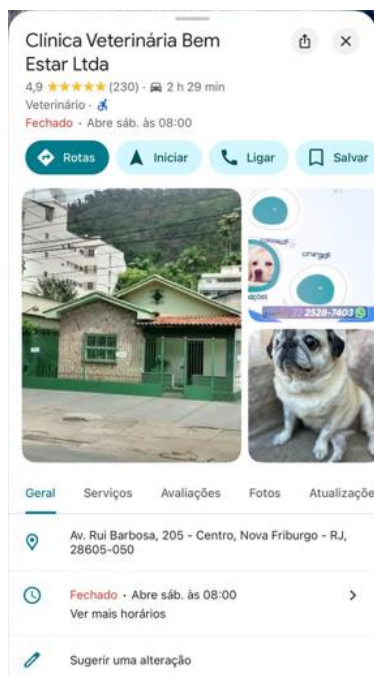 Clínica Veterinária Bem
Estar Ltda
4,9 ★★★★★ (230) · 2 h 29 min
Veterinário ·
Fechado · Abre sáb. às 08:00
Rotas Iniciar Ligar Salvar
cirurgia
2528-7403
Geral Serviços Avaliações Fotos Atualizaçõe
Av. Rui Barbosa, 205 - Centro, Nova Friburgo - RJ,
28605-050
Fechado · Abre sáb. às 08:00
Ver mais horários
Sugerir uma alteração